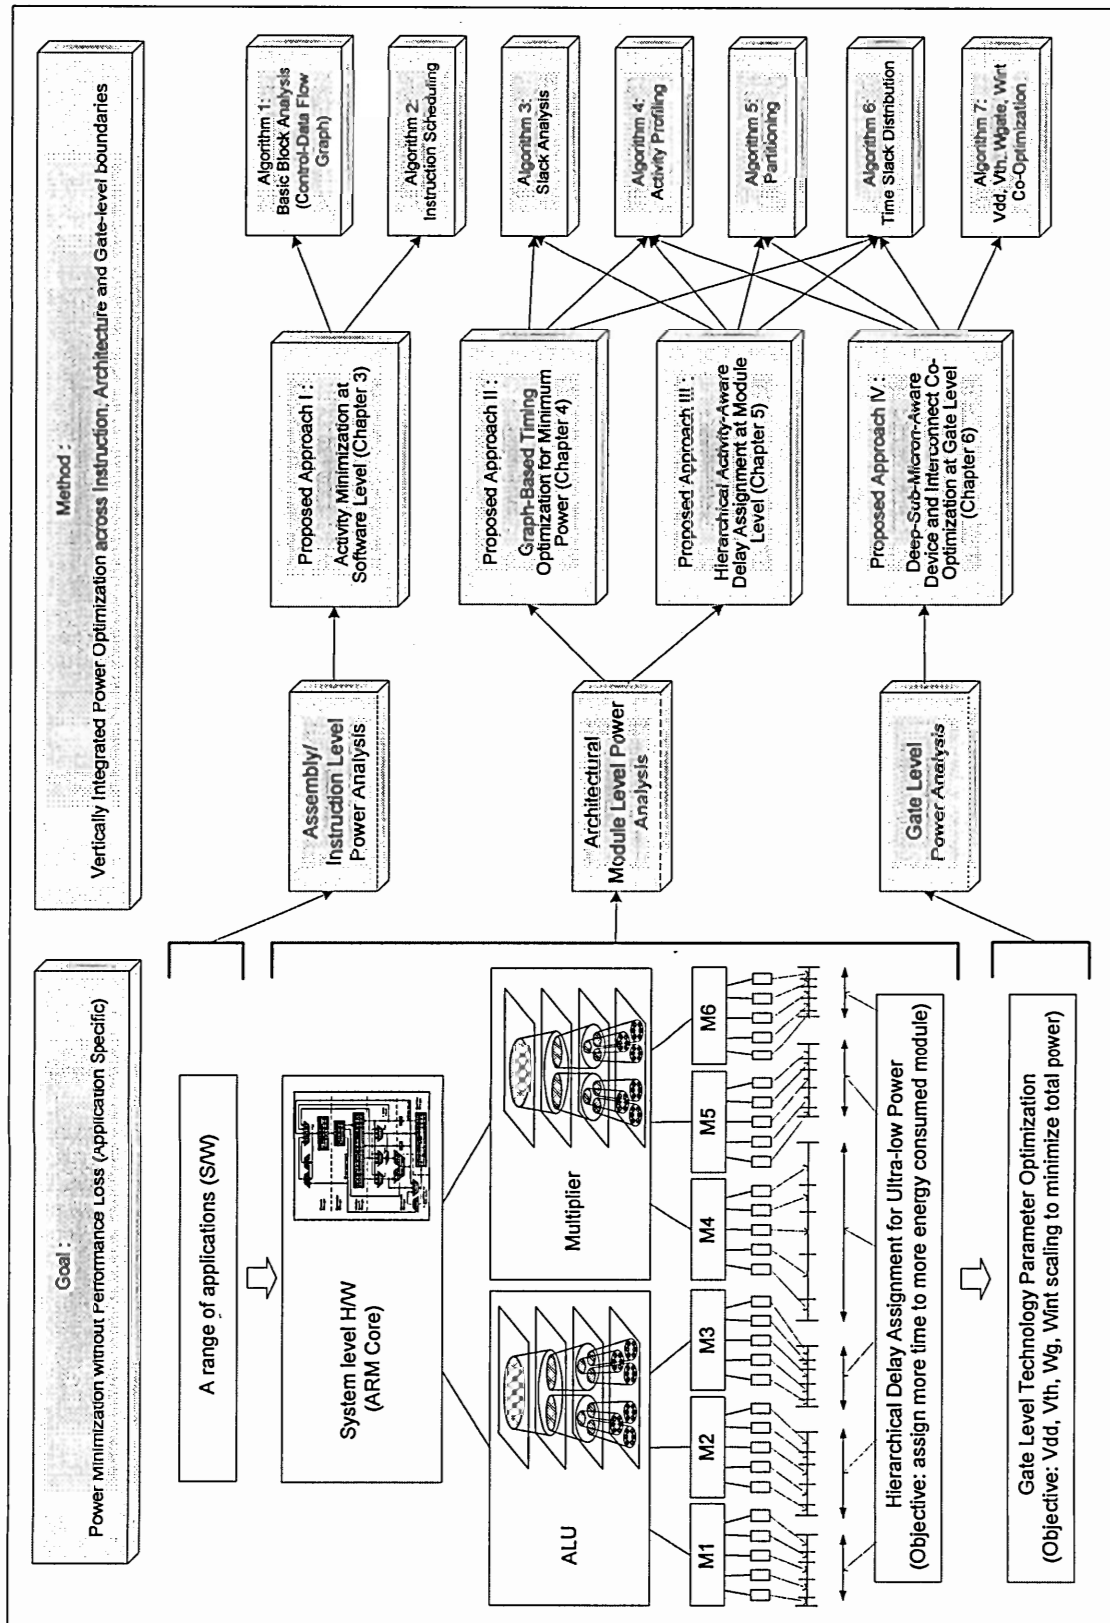 Goal :
Power Minimization without Performance Loss (Application Specific)
Method :
Vertically Integrated Power Optimization across Instruction, Architecture and Gate-level boundaries
A range of applications (S/W)
System level H/W
(ARM Core)
ALU
Multiplier
M1
M2
M3
M4
M5
M6
Hierarchical Delay Assignment for Ultra-low Power
(Objective: assign more time to more energy consumed module)
Gate Level Technology Parameter Optimization
(Objective: Vdd, Vth, Wg, Wint scaling to minimize total power)
Assembly/
Instruction Level
Power Analysis
Architectural
Module Level Power
Analysis
Gate Level
Power Analysis
Proposed Approach I :
Activity Minimization at
Software Level (Chapter 3)
Proposed Approach II :
Graph-Based Timing
Optimization for Minimum
Power (Chapter 4)
Proposed Approach III :
Hierarchical Activity-Aware
Delay Assignment at Module
Level (Chapter 5)
Proposed Approach IV :
Deep-Sub-Micron-Aware
Device and Interconnect Co-
Optimization at Gate Level
(Chapter 6)
Algorithm 1:
Basic Block Analysis
(Control-Data Flow
Graph)
Algorithm 2:
Instruction Scheduling
Algorithm 3:
Slack Analysis
Algorithm 4:
Activity Profiling
Algorithm 5:
Partitioning
Algorithm 6:
Time Slack Distribution
Algorithm 7:
Vdd, Vth, Wgate, Wint
Co-Optimization